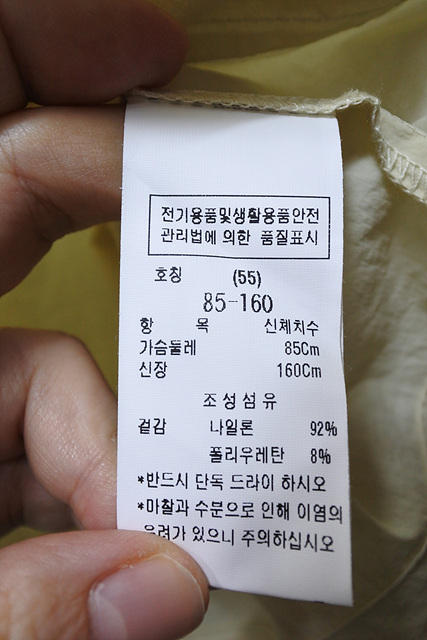 전기용품및생활용품안전
관리법에 의한 품질표시
호칭 (55)
85-160
항 목 신체치수
가슴둘레 85Cm
신장 160Cm
조성섬유
겉감 나일론 92%
폴리우레탄 8%
*반드시 단독 드라이 하시오
*마찰과 수분으로 인해 이염의
우려가 있으니 주의하십시오